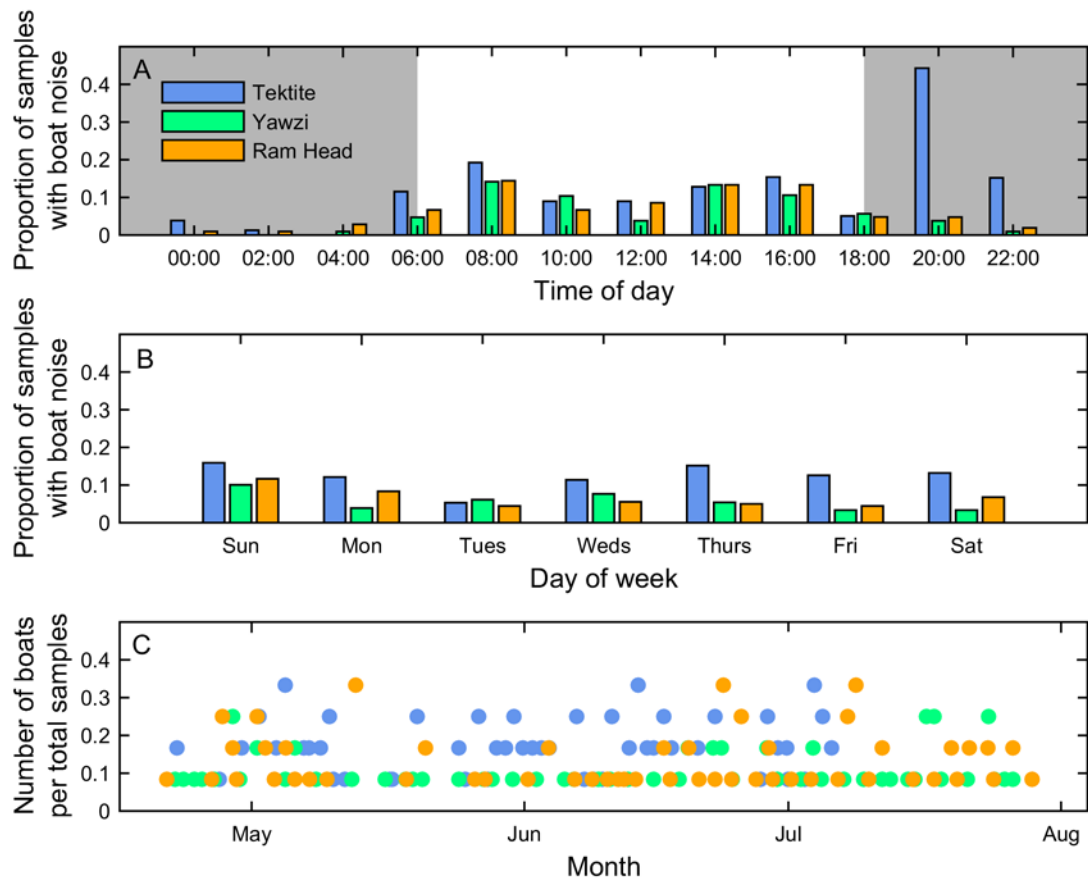 A
Tektite
Yawzi
Ram Head
Proportion of samples
with boat noise
0.4
0.3
0.2
0.1
0
00:00 02:00 04:00 06:00 08:00 10:00 12:00 14:00 16:00 18:00 20:00 22:00
Time of day
B
Proportion of samples
with boat noise
0.4
0.3
0.2
0.1
0
Sun Mon Tues Weds Thurs Fri Sat
Day of week
C
Number of boats
per total samples
0.4
0.3
0.2
0.1
0
May Jun Jul Aug
Month